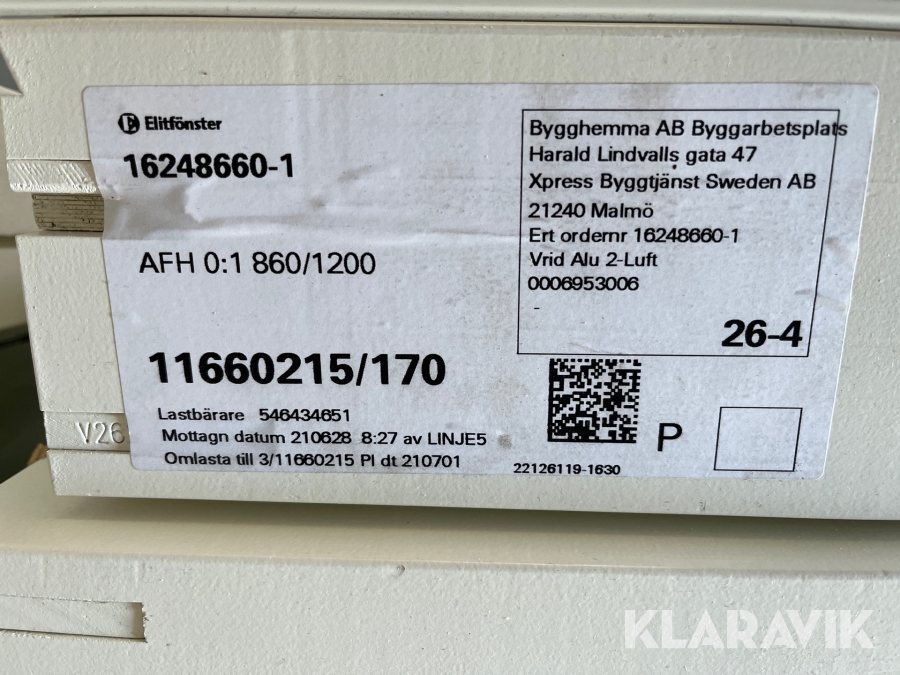 Elitfönster
16248660-1
AFH 0:1 860/1200
11660215/170
Lastbärare 546434651
Mottagn datum 210628 8:27 av LINJE5
Omlasta till 3/11660215 Pl dt 210701
Bygghemma AB Byggarbetsplats
Harald Lindvalls gata 47
Xpress Byggtjänst Sweden AB
21240 Malmö
Ert ordernr 16248660-1
Vrid Alu 2-Luft
0006953006
-
26-4
P
22126119-1630
V26
KLARAVIK